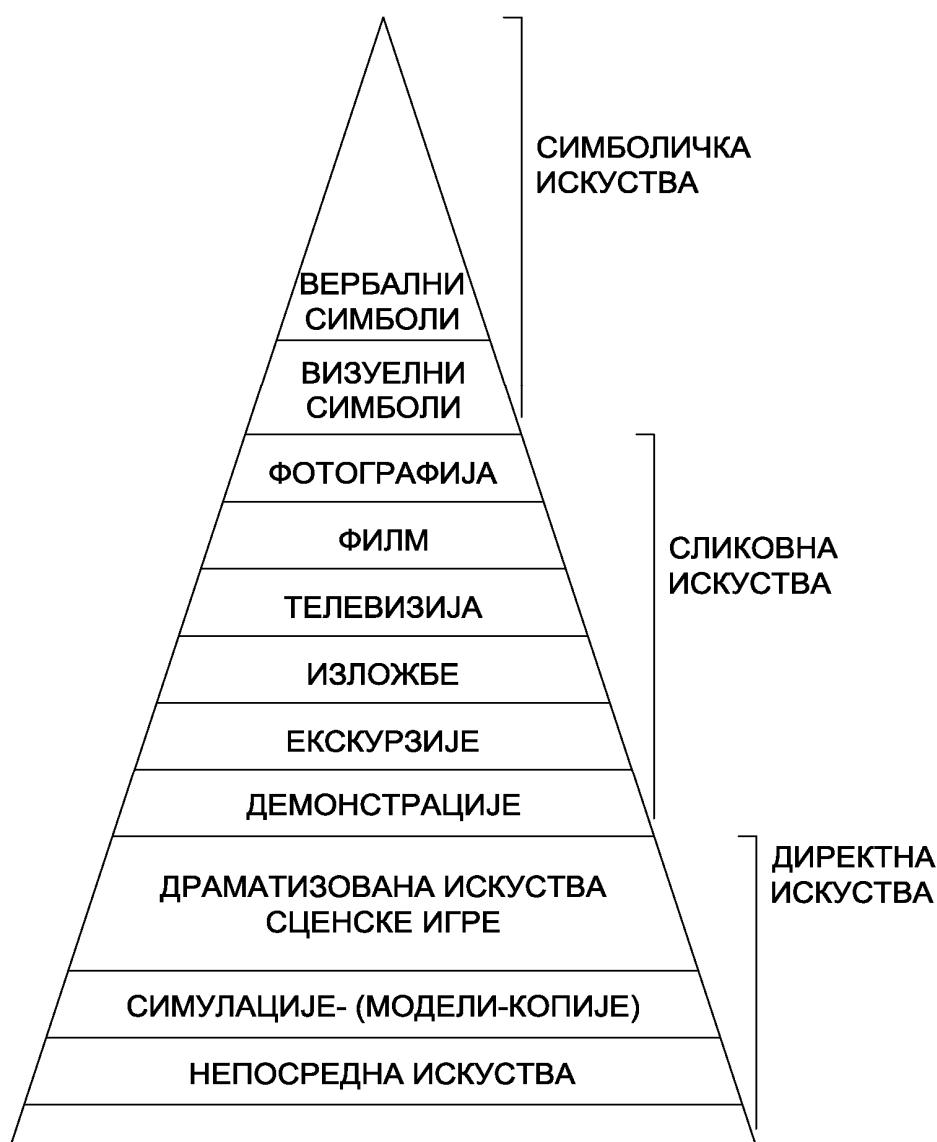 СИМБОЛИЧКА
ИСКУСТВА
ВЕРБАЛНИ
СИМБОЛИ
ВИЗУЕЛНИ
СИМБОЛИ
ФОТОГРАФИЈА
ФИЛМ
СЛИКОВНА
ИСКУСТВА
ТЕЛЕВИЗИЈА
ИЗЛОЖБЕ
ЕКСКУРЗИЈЕ
ДЕМОНСТРАЦИЈЕ
ДИРЕКТНА
ИСКУСТВА
ДРАМАТИЗОВАНА ИСКУСТВА
СЦЕНСКЕ ИГРЕ
СИМУЛАЦИЈЕ- (МОДЕЛИ-КОПИЈЕ)
НЕПОСРЕДНА ИСКУСТВА